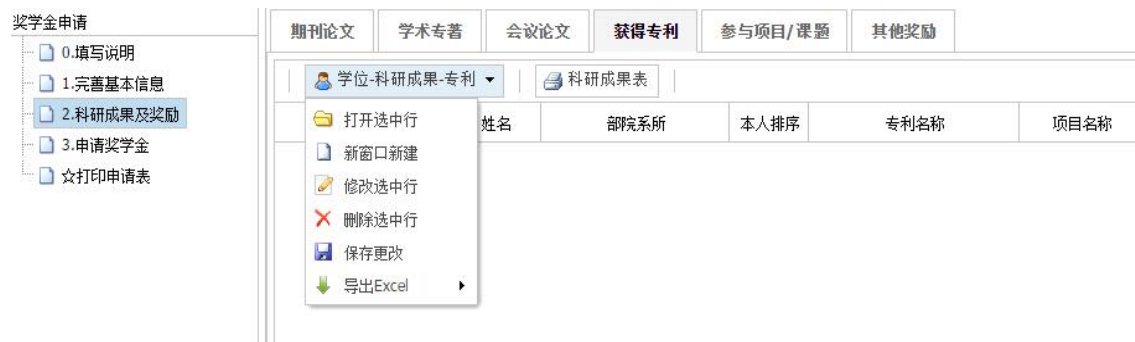 奖学金申请
0.填写说明
1.完善基本信息
2.科研成果及奖励
3.申请奖学金
☆打印申请表
期刊论文 学术专著 会议论文 获得专利 参与项目/课题 其他奖励
学位-科研成果-专利 科研成果表
姓名 部院系所 本人排序 专利名称 项目名称
打开选中行
新窗口新建
修改选中行
删除选中行
保存更改
导出Excel